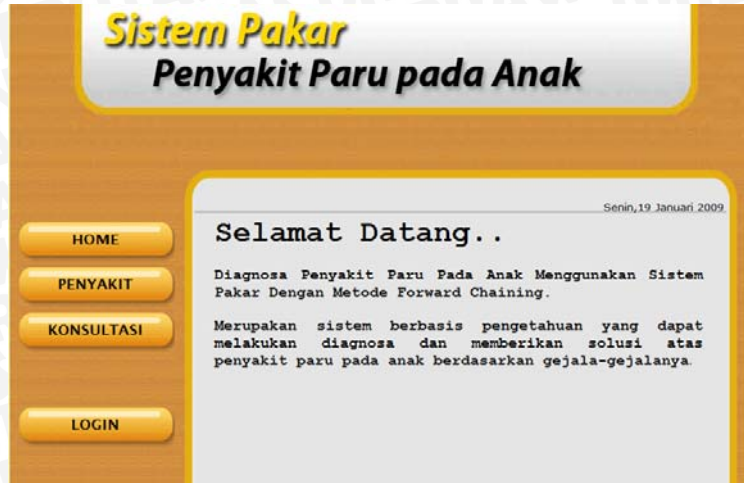 Sistem Pakar
Penyakit Paru pada Anak
Senin,19 Januari 2009
HOME
PENYAKIT
KONSULTASI
LOGIN
Selamat Datang..
Diagnosa Penyakit Paru Pada Anak Menggunakan Sistem
Pakar Dengan Metode Forward Chaining.
Merupakan sistem berbasis pengetahuan yang dapat
melakukan diagnosa dan memberikan solusi atas
penyakit paru pada anak berdasarkan gejala-gejalanya.